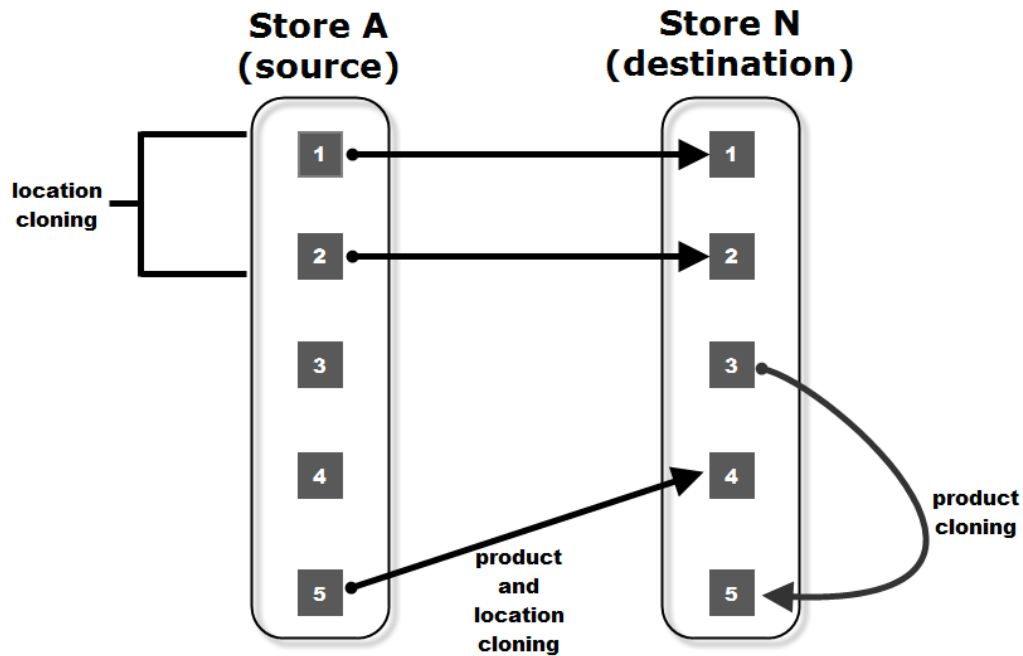 Store A
(source)
Store N
(destination)
location
cloning
1
2
3
4
5
1
2
3
4
5
product
and
location
cloning
product
cloning